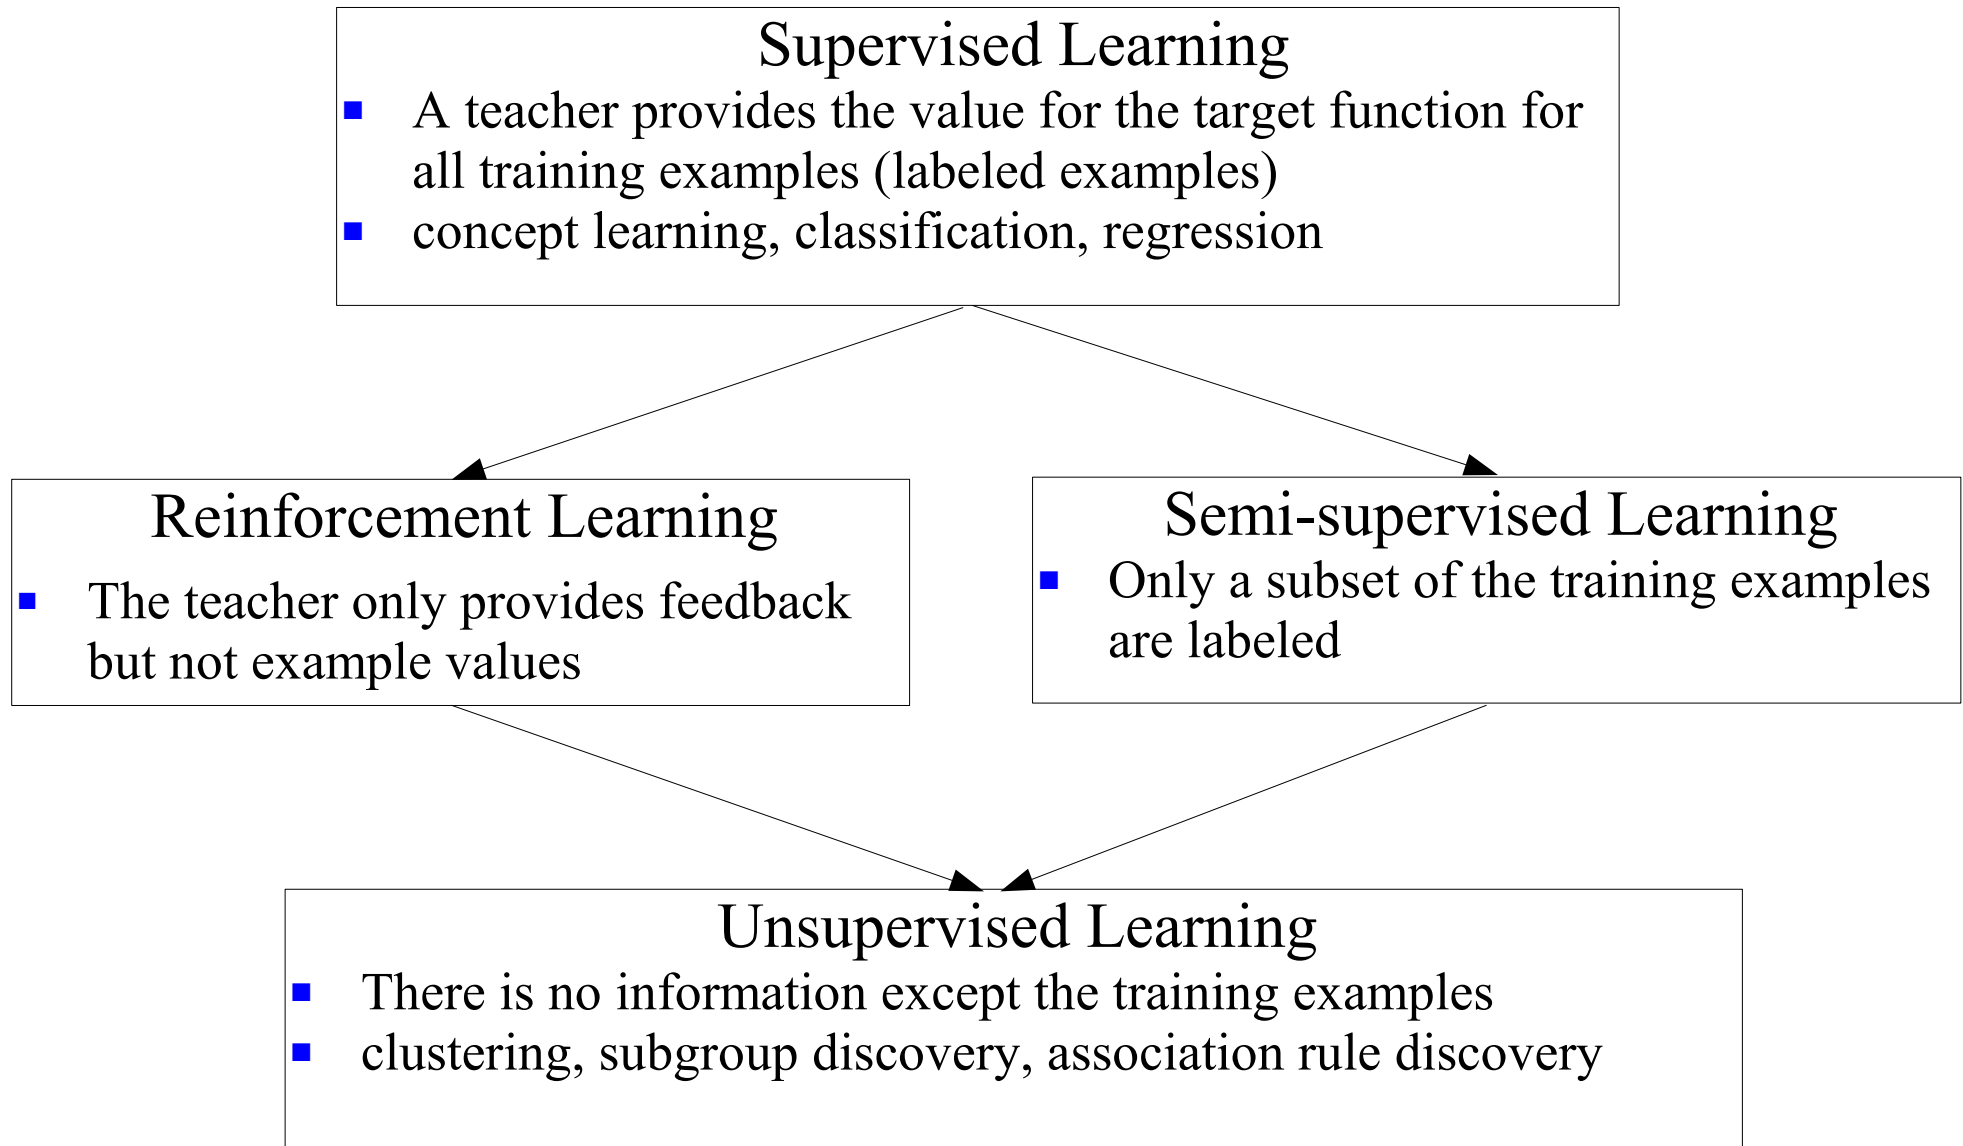 Supervised Learning
A teacher provides the value for the target function for
all training examples (labeled examples)
concept learning, classification, regression
Reinforcement Learning
The teacher only provides feedback
but not example values
Semi-supervised Learning
Only a subset of the training examples
are labeled
Unsupervised Learning
There is no information except the training examples
clustering, subgroup discovery, association rule discovery